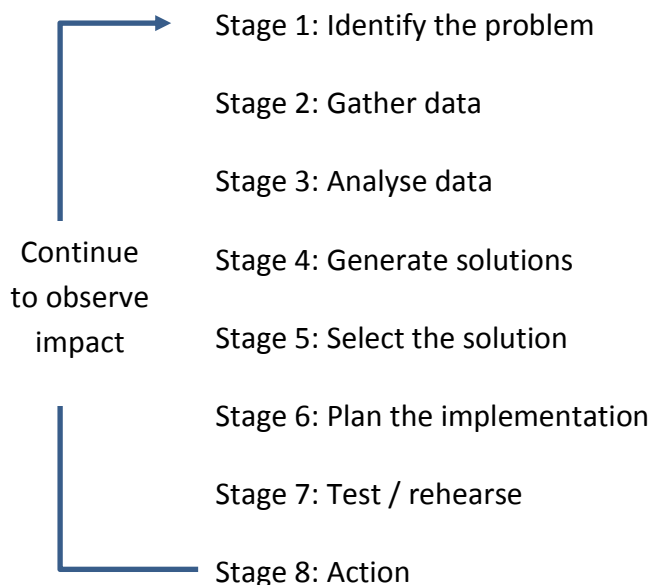 Stage 1: Identify the problem
Stage 2: Gather data
Stage 3: Analyse data
Continue
to observe
impact
Stage 4: Generate solutions
Stage 5: Select the solution
Stage 6: Plan the implementation
Stage 7: Test / rehearse
Stage 8: Action